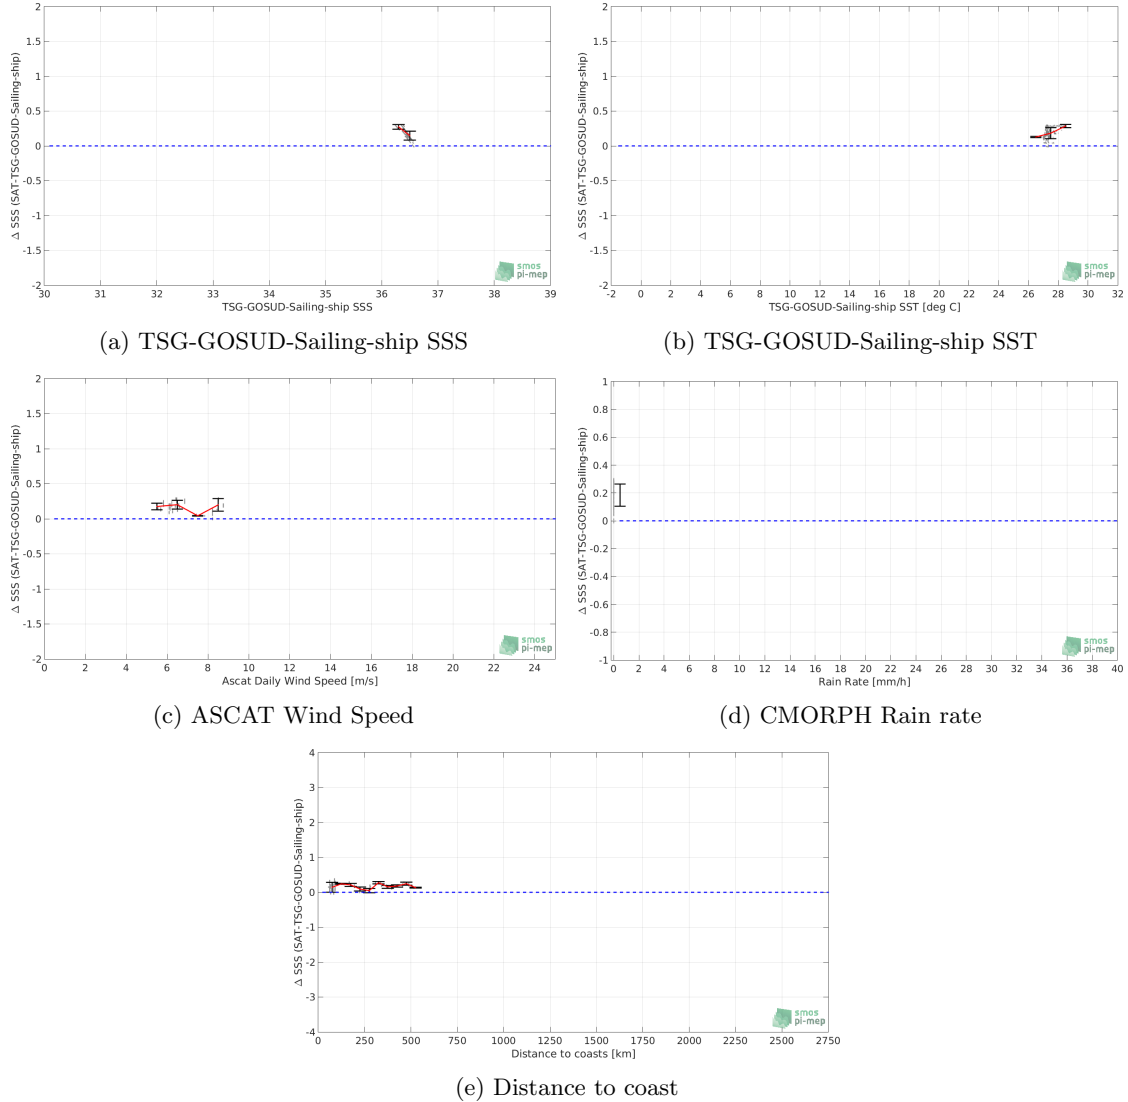 2
1.5
1
0.5
0
-0.5
-1
-1.5
-2
Δ SSS (SAT-TSG-GOSUD-Sailing-ship)
30 31 32 33 34 35 36 37 38 39
TSG-GOSUD-Sailing-ship SSS
smos
pi-mep
(a) TSG-GOSUD-Sailing-ship SSS
2
1.5
1
0.5
0
-0.5
-1
-1.5
-2
Δ SSS (SAT-TSG-GOSUD-Sailing-ship)
-2 0 2 4 6 8 10 12 14 16 18 20 22 24 26 28 30 32
TSG-GOSUD-Sailing-ship SST [deg C]
smos
pi-mep
(b) TSG-GOSUD-Sailing-ship SST
2
1.5
1
0.5
0
-0.5
-1
-1.5
-2
Δ SSS (SAT-TSG-GOSUD-Sailing-ship)
0 2 4 6 8 10 12 14 16 18 20 22 24
Ascat Daily Wind Speed [m/s]
smos
pi-mep
(c) ASCAT Wind Speed
1
0.8
0.6
0.4
0.2
0
-0.2
-0.4
-0.6
-0.8
-1
Δ SSS (SAT-TSG-GOSUD-Sailing-ship)
0 2 4 6 8 10 12 14 16 18 20 22 24 26 28 30 32 34 36 38 40
Rain Rate [mm/h]
smos
pi-mep
(d) CMORPH Rain rate
4
3
2
1
0
-1
-2
-3
-4
Δ SSS (SAT-TSG-GOSUD-Sailing-ship)
0 250 500 750 1000 1250 1500 1750 2000 2250 2500 2750
Distance to coasts [km]
smos
pi-mep
(e) Distance to coast